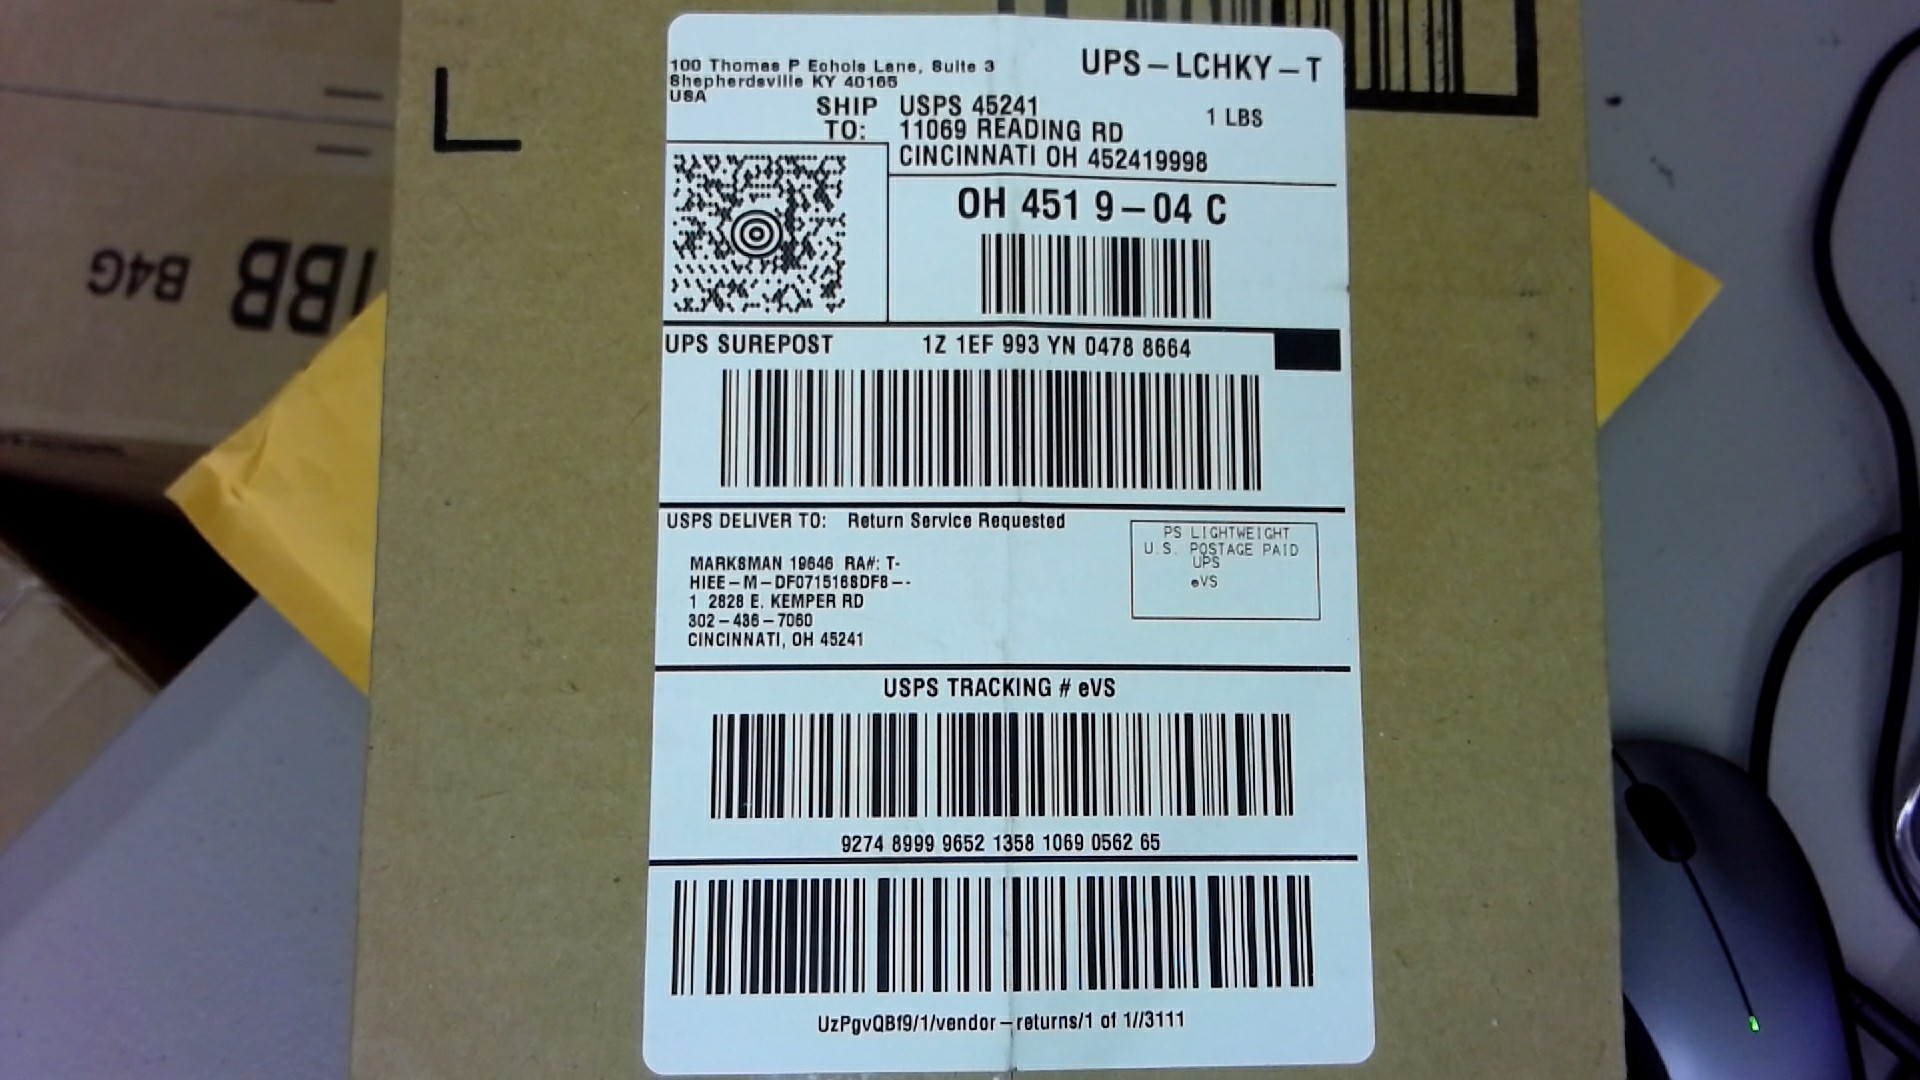 100 Thomas P Echols Lane, Suite 3
Shepherdsville KY 40165
USA
UPS-LCHKY-T
1 LBS
SHIP TO:
USPS 45241
11069 READING RD
CINCINNATI OH 452419998
OH 451 9-04 C
UPS SUREPOST
1Z 1EF 993 YN 0478 8664
USPS DELIVER TO: Return Service Requested
PS LIGHTWEIGHT
U.S. POSTAGE PAID
UPS
eVS
MARKSMAN 19646 RA#: T-
HIEE-M-DF071516SDF8--
1 2828 E. KEMPER RD
302-436-7060
CINCINNATI, OH 45241
USPS TRACKING # eVS
9274 8999 9652 1358 1069 0562 65
UzPgvQBf9/1/vendor-returns/1 of 1//3111
B4G